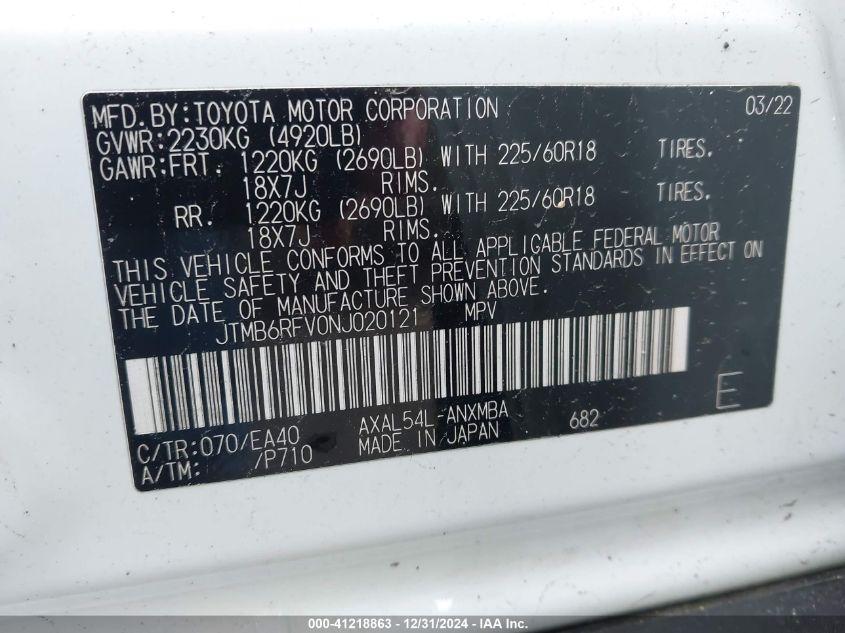 MFD.BY:TOYOTA MOTOR CORPORATION 03/22
GVWR:2230KG (4920LB)
GAWR:FRT. 1220KG (2690LB) WITH 225/60R18 TIRES.
18X7J RIMS.
RR. 1220KG (2690LB) WITH 225/60R18 TIRES.
18X7J RIMS.
THIS VEHICLE CONFORMS TO ALL APPLICABLE FEDERAL MOTOR
VEHICLE SAFETY AND THEFT PREVENTION STANDARDS IN EFFECT ON
THE DATE OF MANUFACTURE SHOWN ABOVE.
JTMB6RFV0NJ020121 MPV
E
C/TR:070/EA40 AXAL54L-ANXMBA 682
A/TM: /P710 MADE IN JAPAN
000-41218863 - 12/31/2024 - IAA Inc.